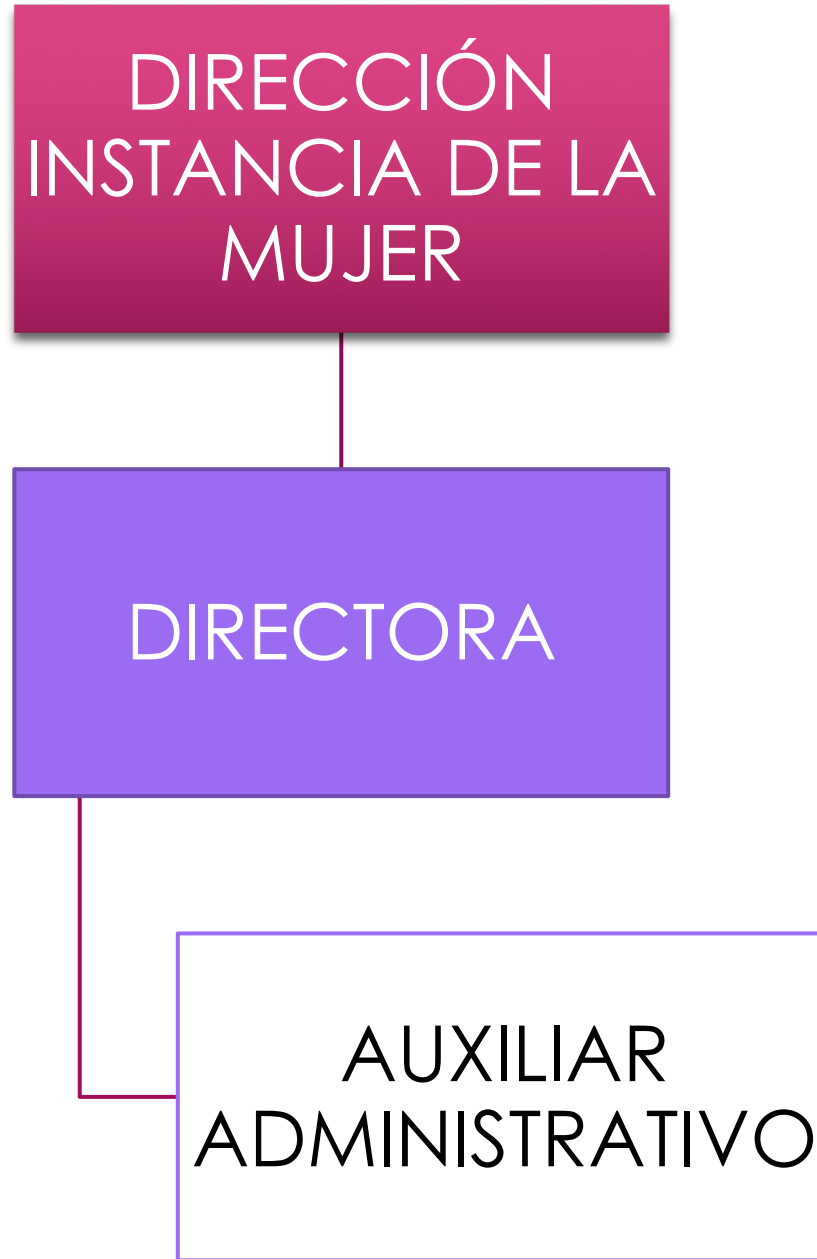 DIRECCIÓN
INSTANCIA DE LA
MUJER
DIRECTORA
AUXILIAR
ADMINISTRATIVO